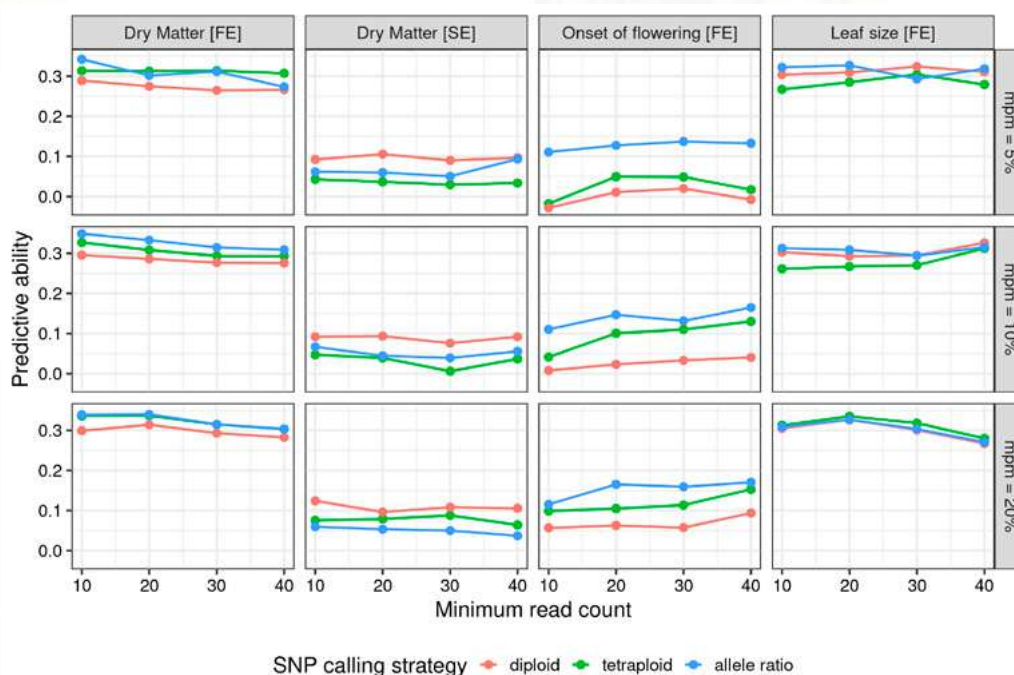 Dry Matter [FE]
Dry Matter [SE]
Onset of flowering [FE]
Leaf size [FE]
0.3
0.2
0.1
0.0
mpm = 5%
0.3
0.2
0.1
0.0
mpm = 10%
0.3
0.2
0.1
0.0
mpm = 20%
Predictive ability
10 20 30 40 10 20 30 40 10 20 30 40 10 20 30 40
Minimum read count
SNP calling strategy diploid tetraploid allele ratio